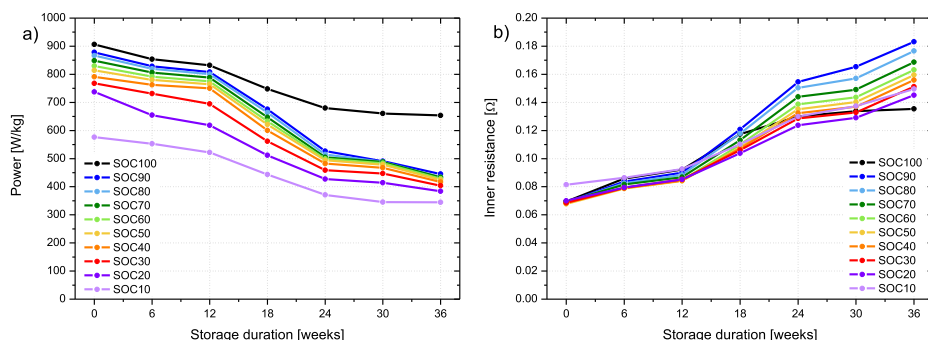 a)
Power [W/kg]
1000
900
800
700
600
500
400
300
200
100
0
SOC100
SOC90
SOC80
SOC70
SOC60
SOC50
SOC40
SOC30
SOC20
SOC10
0 6 12 18 24 30 36
Storage duration [weeks]
b)
Inner resistance [Ω]
0.20
0.18
0.16
0.14
0.12
0.10
0.08
0.06
0.04
0.02
0.00
SOC100
SOC90
SOC80
SOC70
SOC60
SOC50
SOC40
SOC30
SOC20
SOC10
0 6 12 18 24 30 36
Storage duration [weeks]